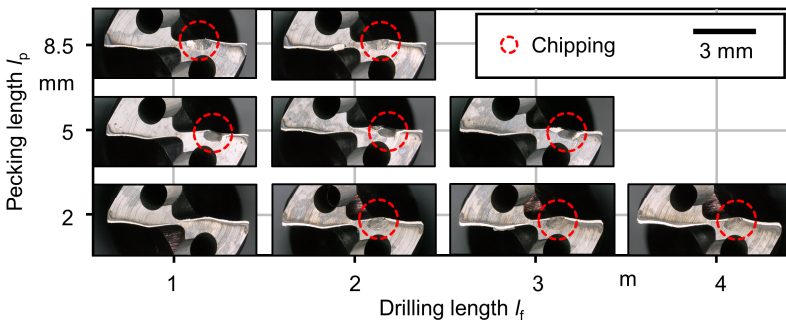 Pecking length lp
mm
8.5
5
2
Chipping
3 mm
1
2
3
m
4
Drilling length lf